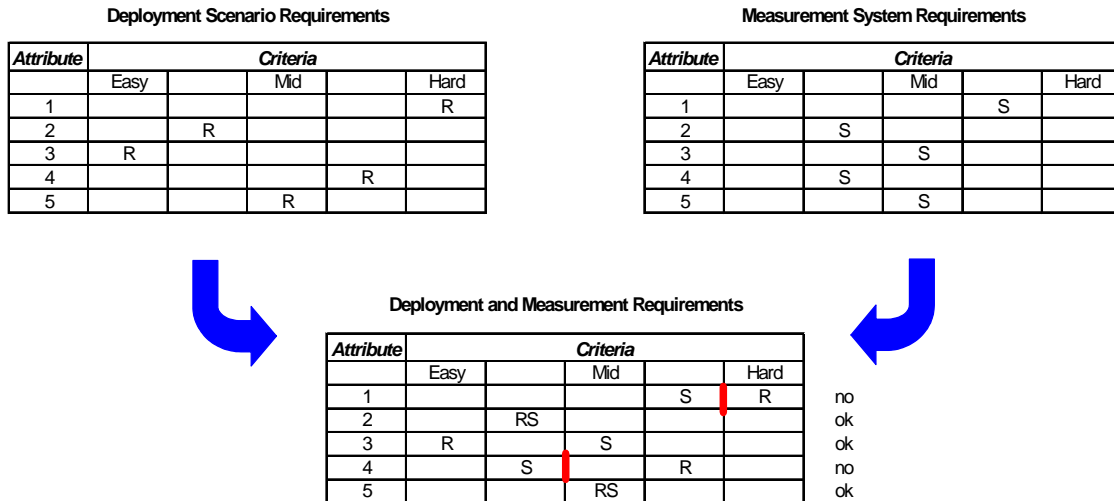 Deployment Scenario Requirements
Attribute Criteria
Easy Mid Hard
1 R
2 R
3 R
4 R
5 R
Measurement System Requirements
Attribute Criteria
Easy Mid Hard
1 S
2 S
3 S
4 S
5 S
Deployment and Measurement Requirements
Attribute Criteria
Easy Mid Hard
1 S R no
2 RS ok
3 R S ok
4 S R no
5 RS ok